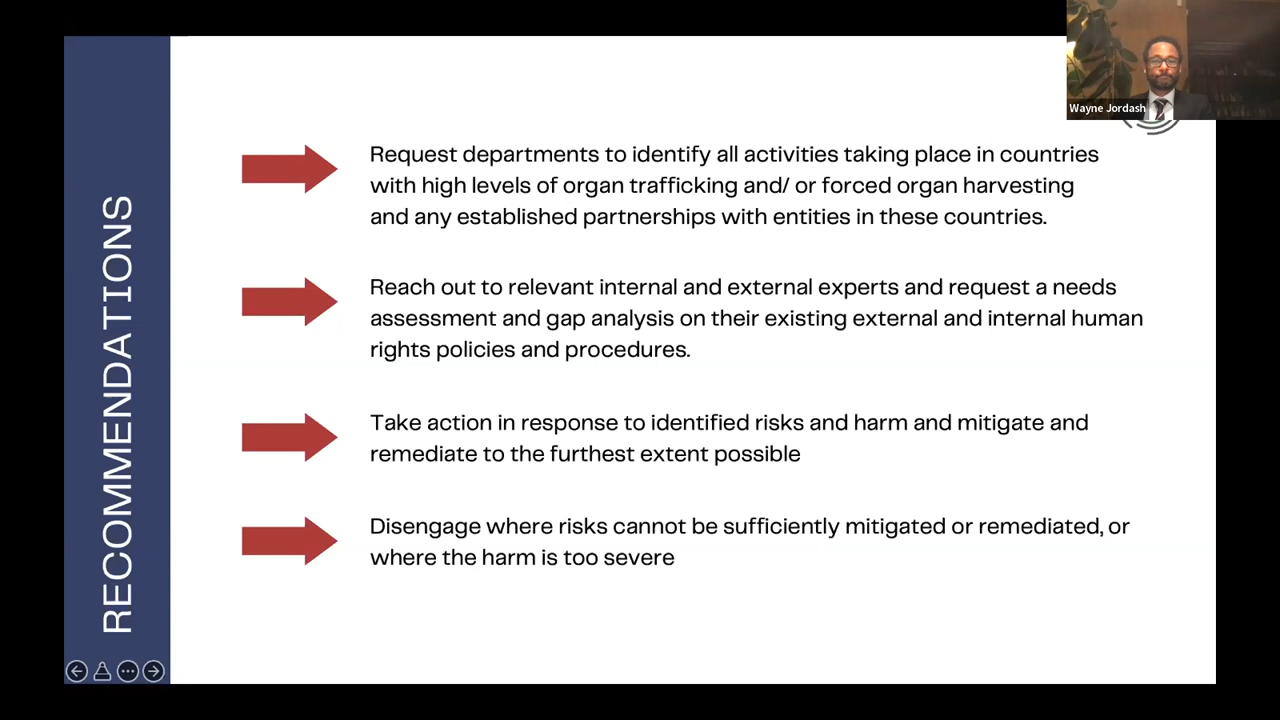 Wayne Jordash
RECOMMENDATIONS
Request departments to identify all activities taking place in countries
with high levels of organ trafficking and/ or forced organ harvesting
and any established partnerships with entities in these countries.
Reach out to relevant internal and external experts and request a needs
assessment and gap analysis on their existing external and internal human
rights policies and procedures.
Take action in response to identified risks and harm and mitigate and
remediate to the furthest extent possible
Disengage where risks cannot be sufficiently mitigated or remediated, or
where the harm is too severe